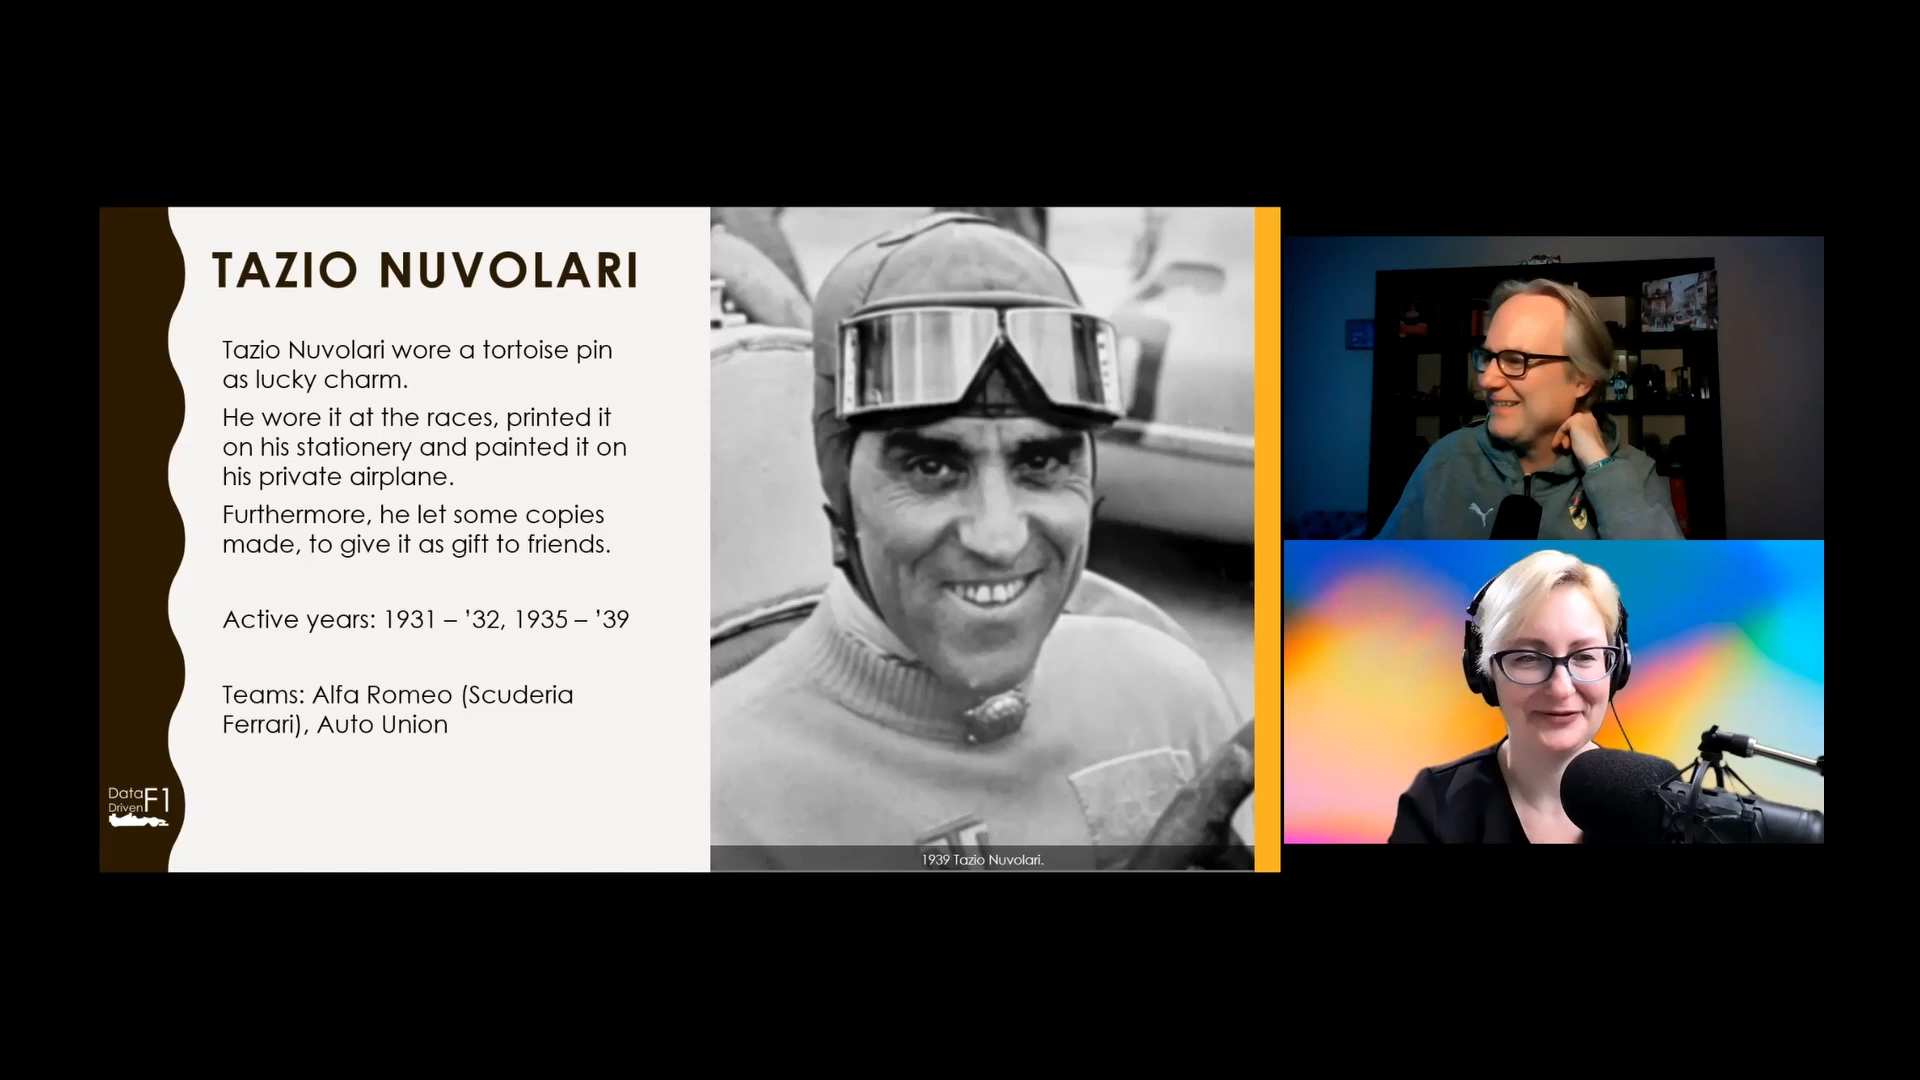 TAZIO NUVOLARI
Tazio Nuvolari wore a tortoise pin
as lucky charm.
He wore it at the races, printed it
on his stationery and painted it on
his private airplane.
Furthermore, he let some copies
made, to give it as gift to friends.
Active years: 1931 – ’32, 1935 – ’39
Teams: Alfa Romeo (Scuderia
Ferrari), Auto Union
Data
Driven F1
1939 Tazio Nuvolari.